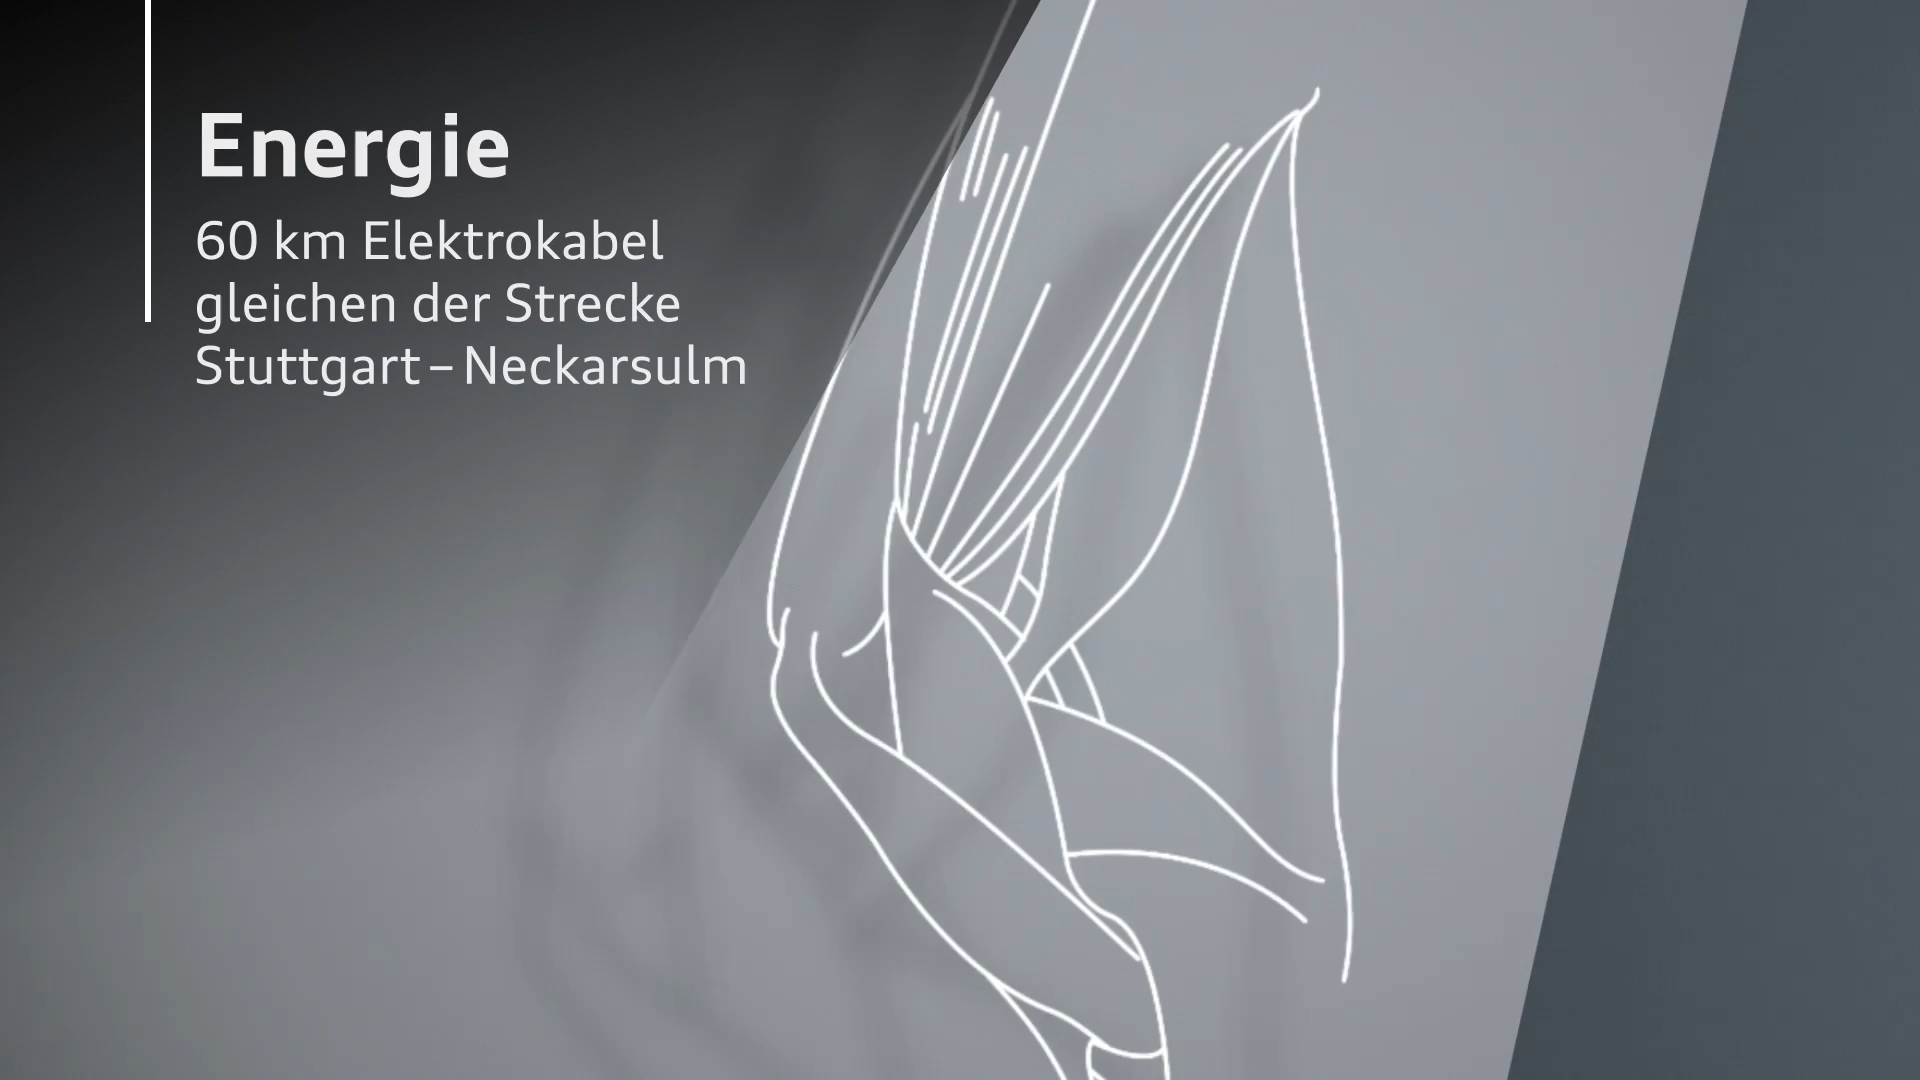 Energie
60 km Elektrokabel
gleichen der Strecke
Stuttgart – Neckarsulm